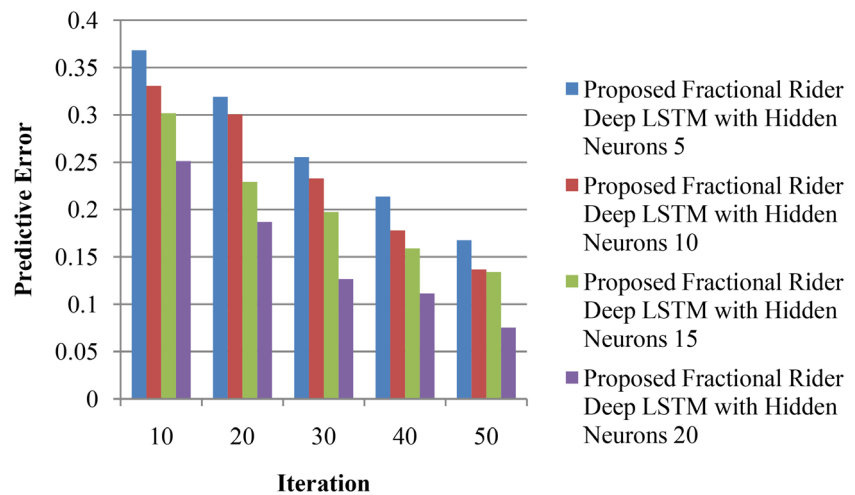 0.4
0.35
0.3
0.25
0.2
0.15
0.1
0.05
0
Predictive Error
10 20 30 40 50
Iteration
Proposed Fractional Rider
Deep LSTM with Hidden
Neurons 5
Proposed Fractional Rider
Deep LSTM with Hidden
Neurons 10
Proposed Fractional Rider
Deep LSTM with Hidden
Neurons 15
Proposed Fractional Rider
Deep LSTM with Hidden
Neurons 20